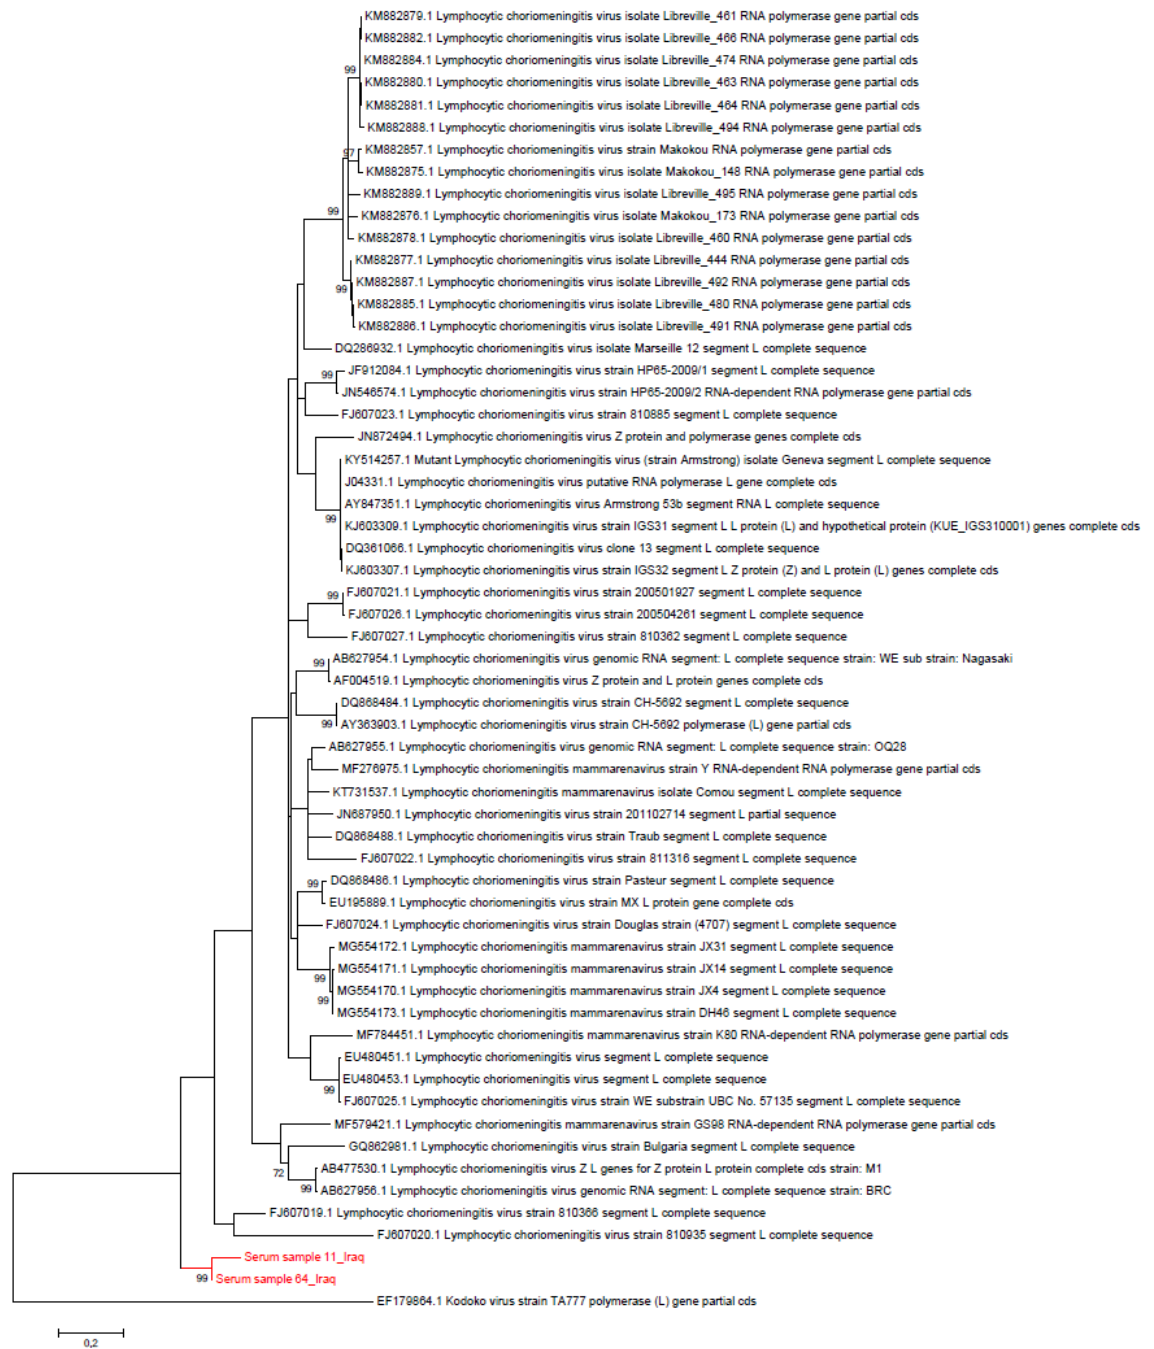 KM882879.1 Lymphocytic choriomeningitis virus isolate Libreville_461 RNA polymerase gene partial cds
KM882882.1 Lymphocytic choriomeningitis virus isolate Libreville_466 RNA polymerase gene partial cds
KM882884.1 Lymphocytic choriomeningitis virus isolate Libreville_474 RNA polymerase gene partial cds
99
KM882880.1 Lymphocytic choriomeningitis virus isolate Libreville_463 RNA polymerase gene partial cds
KM882881.1 Lymphocytic choriomeningitis virus isolate Libreville_464 RNA polymerase gene partial cds
KM882888.1 Lymphocytic choriomeningitis virus isolate Libreville_494 RNA polymerase gene partial cds
97
KM882857.1 Lymphocytic choriomeningitis virus strain Makokou RNA polymerase gene partial cds
KM882875.1 Lymphocytic choriomeningitis virus isolate Makokou_148 RNA polymerase gene partial cds
KM882889.1 Lymphocytic choriomeningitis virus isolate Libreville_495 RNA polymerase gene partial cds
99
KM882876.1 Lymphocytic choriomeningitis virus isolate Makokou_173 RNA polymerase gene partial cds
KM882878.1 Lymphocytic choriomeningitis virus isolate Libreville_460 RNA polymerase gene partial cds
KM882877.1 Lymphocytic choriomeningitis virus isolate Libreville_444 RNA polymerase gene partial cds
KM882887.1 Lymphocytic choriomeningitis virus isolate Libreville_492 RNA polymerase gene partial cds
99
KM882885.1 Lymphocytic choriomeningitis virus isolate Libreville_480 RNA polymerase gene partial cds
KM882886.1 Lymphocytic choriomeningitis virus isolate Libreville_491 RNA polymerase gene partial cds
DQ286932.1 Lymphocytic choriomeningitis virus isolate Marseille 12 segment L complete sequence
99
JF912084.1 Lymphocytic choriomeningitis virus strain HP65-2009/1 segment L complete sequence
JN546574.1 Lymphocytic choriomeningitis virus strain HP65-2009/2 RNA-dependent RNA polymerase gene partial cds
FJ607023.1 Lymphocytic choriomeningitis virus strain 810885 segment L complete sequence
JN872494.1 Lymphocytic choriomeningitis virus Z protein and polymerase genes complete cds
KY514257.1 Mutant Lymphocytic choriomeningitis virus (strain Armstrong) isolate Geneva segment L complete sequence
J04331.1 Lymphocytic choriomeningitis virus putative RNA polymerase L gene complete cds
AY847351.1 Lymphocytic choriomeningitis virus Armstrong 53b segment RNA L complete sequence
99
KJ603309.1 Lymphocytic choriomeningitis virus strain IGS31 segment L L protein (L) and hypothetical protein (KUE_IGS310001) genes complete cds
DQ361066.1 Lymphocytic choriomeningitis virus clone 13 segment L complete sequence
KJ603307.1 Lymphocytic choriomeningitis virus strain IGS32 segment L Z protein (Z) and L protein (L) genes complete cds
99
FJ607021.1 Lymphocytic choriomeningitis virus strain 200501927 segment L complete sequence
FJ607026.1 Lymphocytic choriomeningitis virus strain 200504261 segment L complete sequence
FJ607027.1 Lymphocytic choriomeningitis virus strain 810362 segment L complete sequence
99
AB627954.1 Lymphocytic choriomeningitis virus genomic RNA segment: L complete sequence strain: WE sub strain: Nagasaki
AF004519.1 Lymphocytic choriomeningitis virus Z protein and L protein genes complete cds
DQ868484.1 Lymphocytic choriomeningitis virus strain CH-5692 segment L complete sequence
99
AY363903.1 Lymphocytic choriomeningitis virus strain CH-5692 polymerase (L) gene partial cds
AB627955.1 Lymphocytic choriomeningitis virus genomic RNA segment: L complete sequence strain: OQ28
MF276975.1 Lymphocytic choriomeningitis mammarenavirus strain Y RNA-dependent RNA polymerase gene partial cds
KT731537.1 Lymphocytic choriomeningitis mammarenavirus isolate Comou segment L complete sequence
JN687950.1 Lymphocytic choriomeningitis virus strain 201102714 segment L partial sequence
DQ868488.1 Lymphocytic choriomeningitis virus strain Traub segment L complete sequence
FJ607022.1 Lymphocytic choriomeningitis virus strain 811316 segment L complete sequence
99
DQ868486.1 Lymphocytic choriomeningitis virus strain Pasteur segment L complete sequence
EU195889.1 Lymphocytic choriomeningitis virus strain MX L protein gene complete cds
FJ607024.1 Lymphocytic choriomeningitis virus strain Douglas strain (4707) segment L complete sequence
MG554172.1 Lymphocytic choriomeningitis mammarenavirus strain JX31 segment L complete sequence
99
MG554171.1 Lymphocytic choriomeningitis mammarenavirus strain JX14 segment L complete sequence
99
MG554170.1 Lymphocytic choriomeningitis mammarenavirus strain JX4 segment L complete sequence
MG554173.1 Lymphocytic choriomeningitis mammarenavirus strain DH46 segment L complete sequence
MF784451.1 Lymphocytic choriomeningitis mammarenavirus strain K80 RNA-dependent RNA polymerase gene partial cds
EU480451.1 Lymphocytic choriomeningitis virus segment L complete sequence
EU480453.1 Lymphocytic choriomeningitis virus segment L complete sequence
99
FJ607025.1 Lymphocytic choriomeningitis virus strain WE substrain UBC No. 57135 segment L complete sequence
MF579421.1 Lymphocytic choriomeningitis mammarenavirus strain GS98 RNA-dependent RNA polymerase gene partial cds
GQ862981.1 Lymphocytic choriomeningitis virus strain Bulgaria segment L complete sequence
72
AB477530.1 Lymphocytic choriomeningitis virus Z L genes for Z protein L protein complete cds strain: M1
99
AB627956.1 Lymphocytic choriomeningitis virus genomic RNA segment: L complete sequence strain: BRC
FJ607019.1 Lymphocytic choriomeningitis virus strain 810366 segment L complete sequence
FJ607020.1 Lymphocytic choriomeningitis virus strain 810935 segment L complete sequence
Serum sample 11_Iraq
99
Serum sample 64_Iraq
EF179864.1 Kodoko virus strain TA777 polymerase (L) gene partial cds
0,2